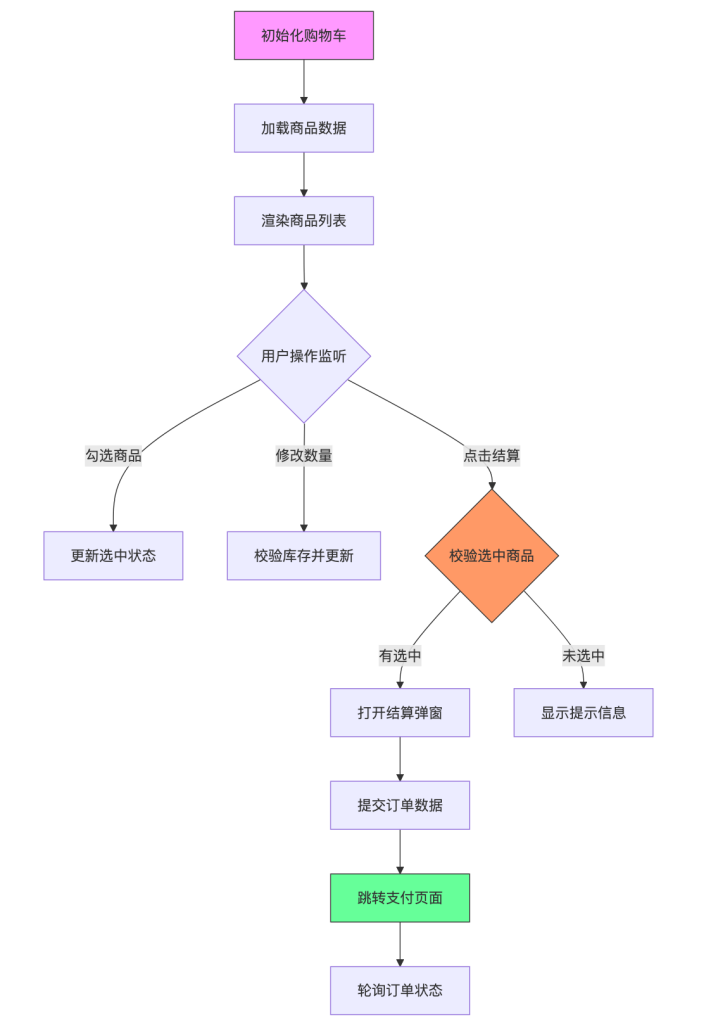 初始化购物车
加载商品数据
渲染商品列表
用户操作监听
勾选商品
修改数量
点击结算
更新选中状态
校验库存并更新
校验选中商品
有选中
未选中
打开结算弹窗
显示提示信息
提交订单数据
跳转支付页面
轮询订单状态